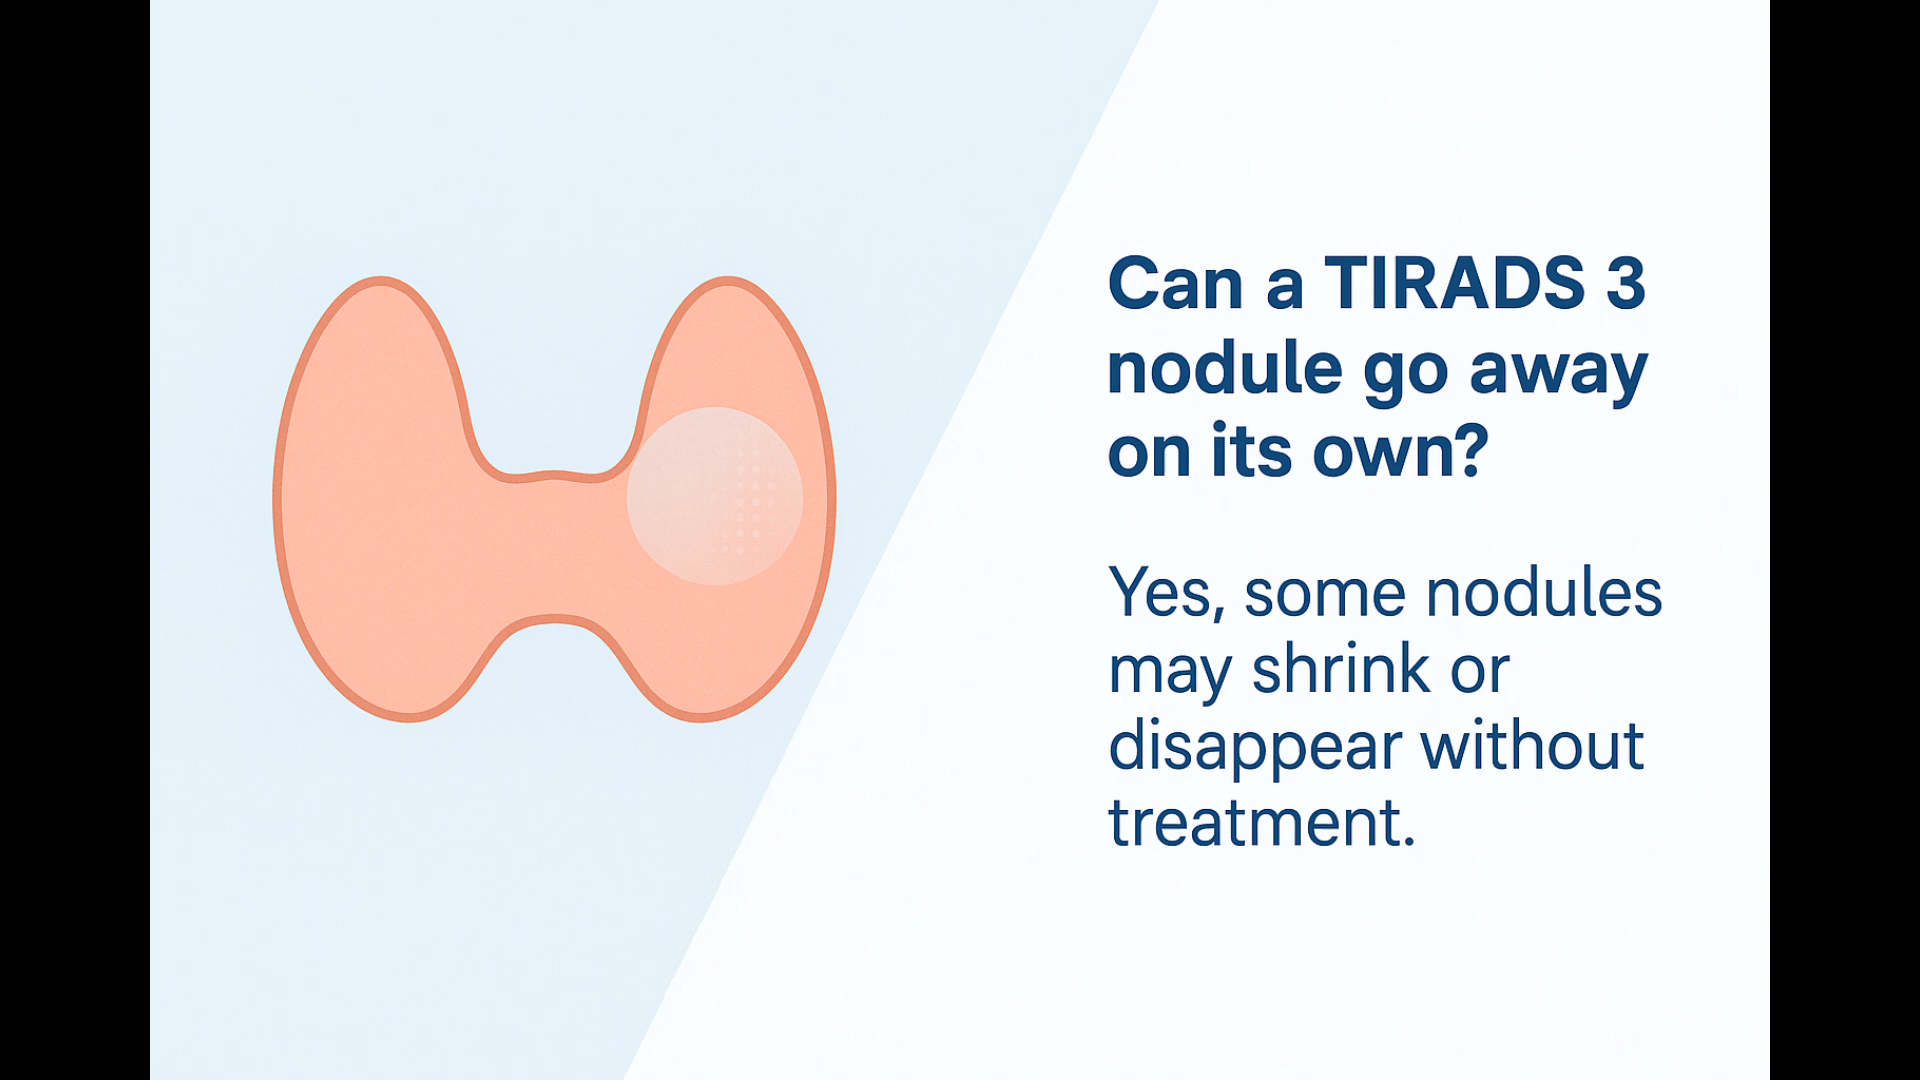 Can a TIRADS 3
nodule go away
on its own?
Yes, some nodules
may shrink or
disappear without
treatment.